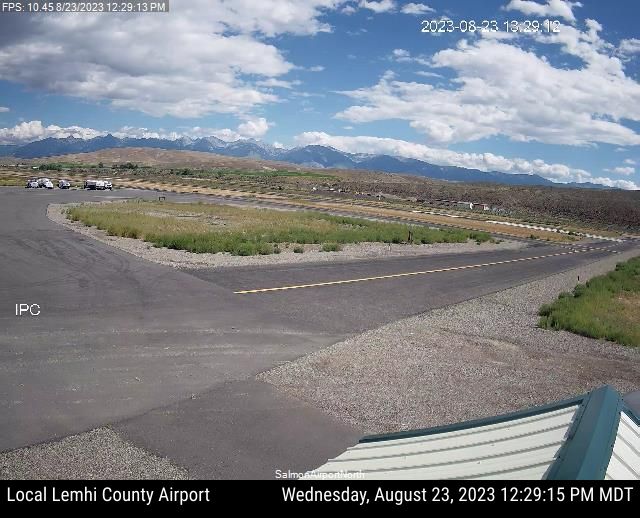 FPS: 10.45 8/23/2023 12:29:13 PM
2023-08-23 13:29:12
IPC
SalmonAirportNorth
Local Lemhi County Airport Wednesday, August 23, 2023 12:29:15 PM MDT